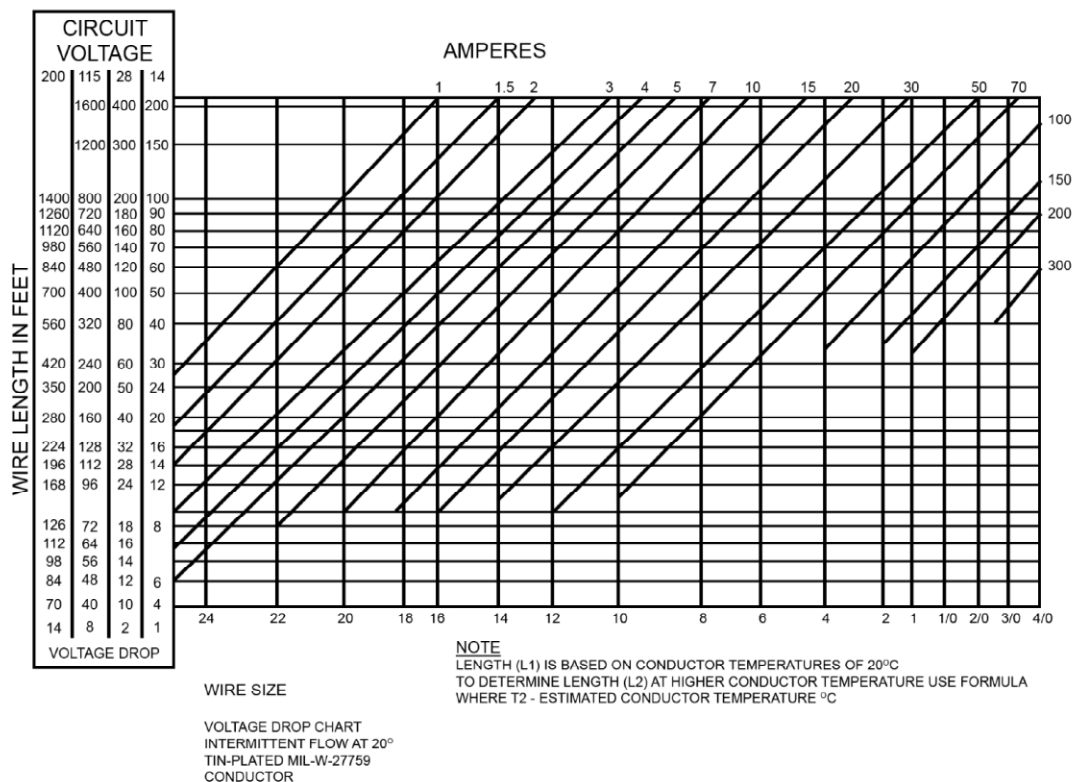 CIRCUIT
VOLTAGE
AMPERES
200 115 28 14
1 1.5 2 3 4 5 7 10 15 20 30 50 70
1600 400 200
100
1200 300 150
150
1400 800 200 100
1260 720 180 90
200
1120 640 160 80
980 560 140 70
840 480 120 60
300
700 400 100 50
560 320 80 40
420 240 60 30
350 200 50 24
280 160 40 20
224 128 32 16
196 112 28 14
168 96 24 12
126 72 18 8
112 64 16
98 56 14
84 48 12 6
70 40 10 4
14 8 2 1
WIRE LENGTH IN FEET
24 22 20 18 16 14 12 10 8 6 4 2 1 1/0 2/0 3/0 4/0
VOLTAGE DROP
WIRE SIZE
VOLTAGE DROP CHART
INTERMITTENT FLOW AT 20º
TIN-PLATED MIL-W-27759
CONDUCTOR
NOTE
LENGTH (L1) IS BASED ON CONDUCTOR TEMPERATURES OF 20ºC
TO DETERMINE LENGTH (L2) AT HIGHER CONDUCTOR TEMPERATURE USE FORMULA
WHERE T2 - ESTIMATED CONDUCTOR TEMPERATURE ºC